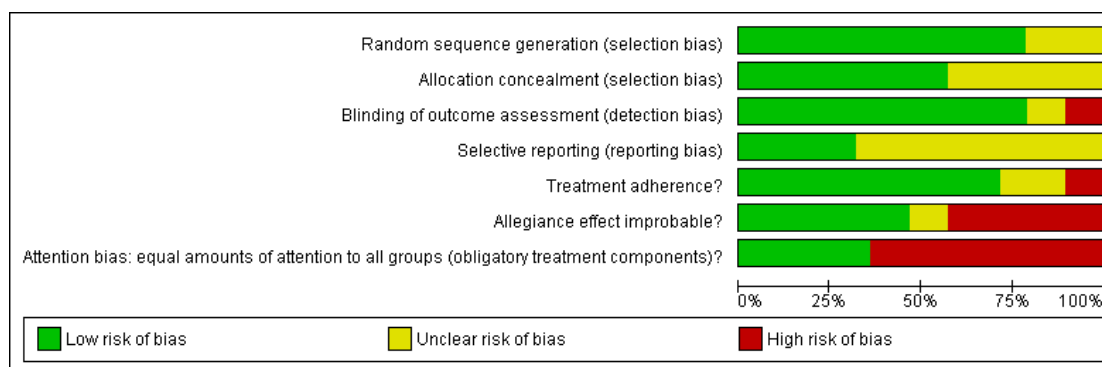 Random sequence generation (selection bias)
Allocation concealment (selection bias)
Blinding of outcome assessment (detection bias)
Selective reporting (reporting bias)
Treatment adherence?
Allegiance effect improbable?
Attention bias: equal amounts of attention to all groups (obligatory treatment components)?
0% 25% 50% 75% 100%
Low risk of bias Unclear risk of bias High risk of bias